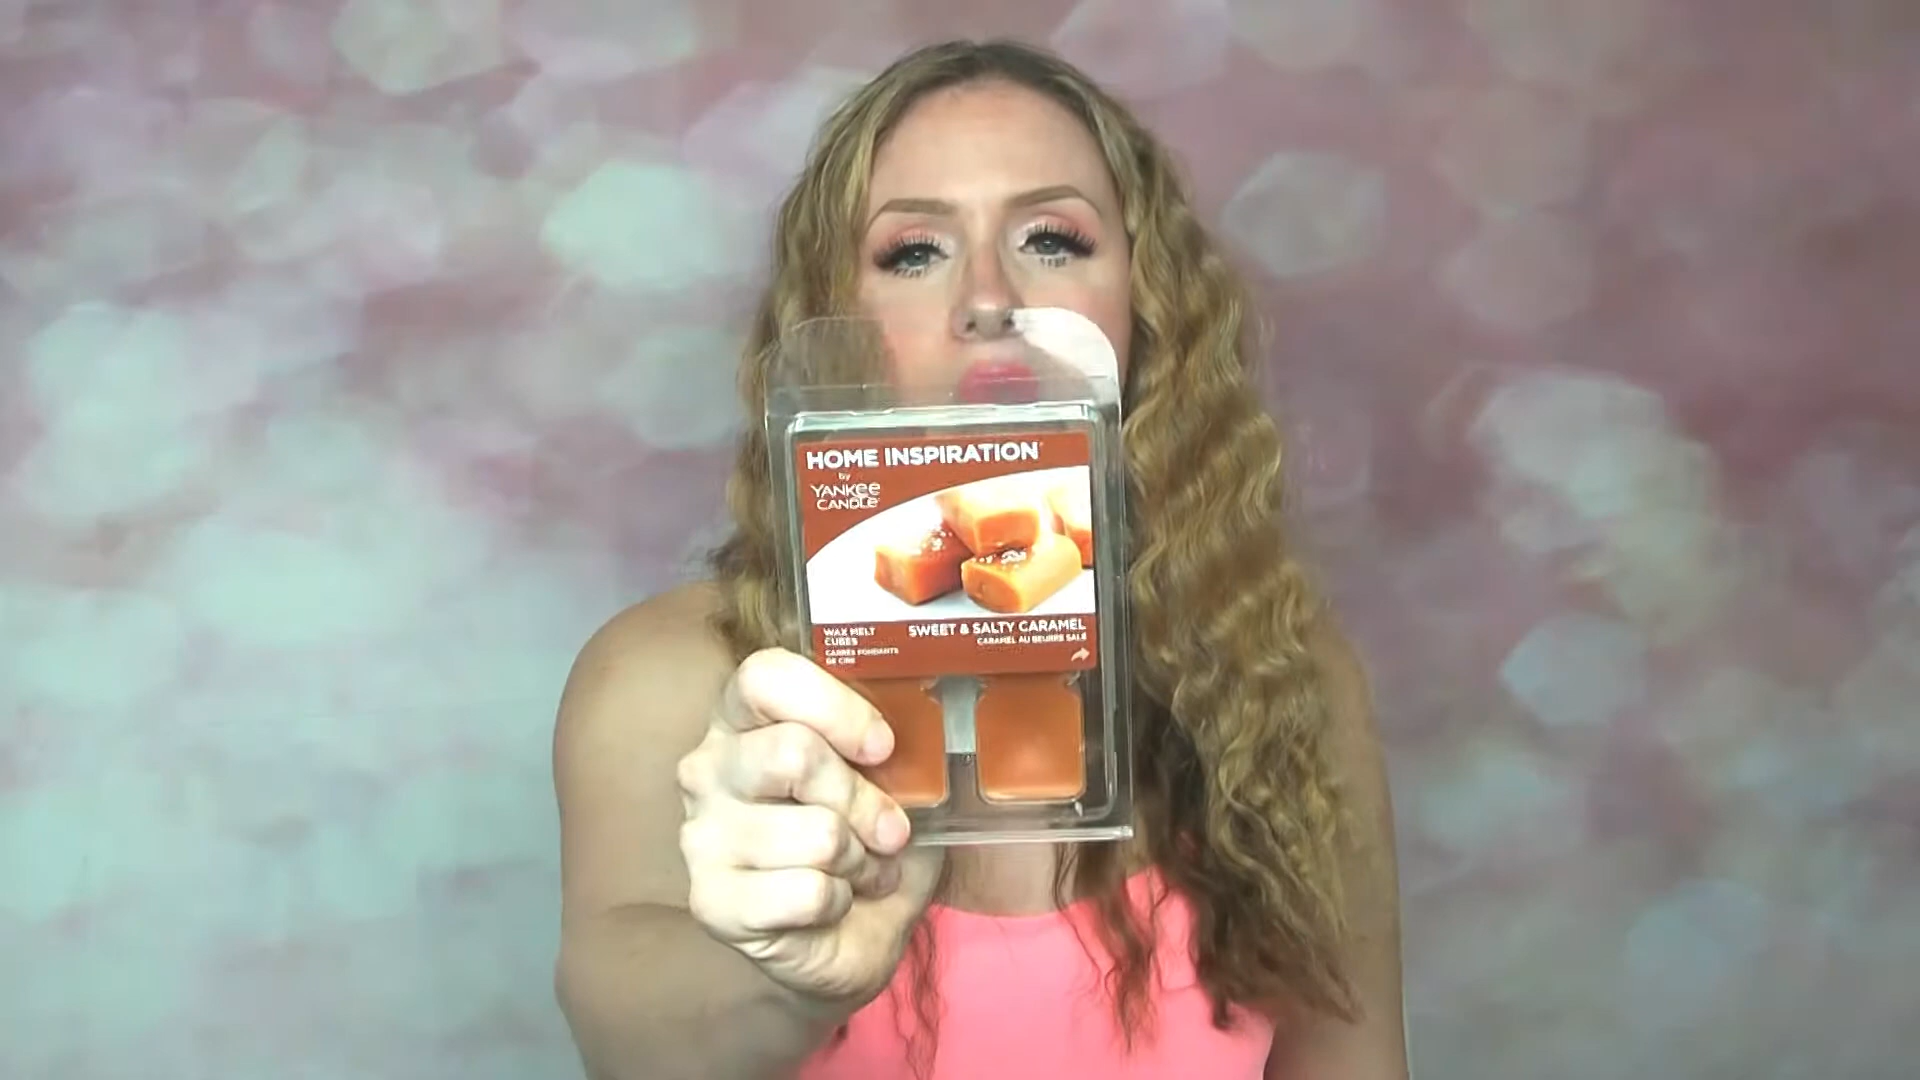 HOME INSPIRATION
by
YANKEE
CANDLE
WAX MELT
CUBES
CARRÉS FONDANTS
DE CIRE
SWEET & SALTY CARAMEL
CARAMEL AU BEURRE SALÉ